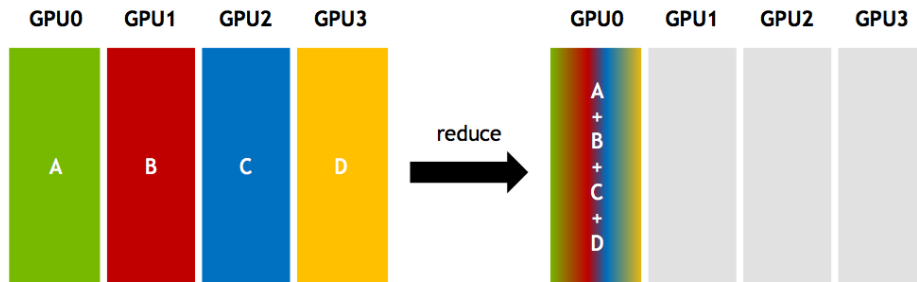 GPU0 GPU1 GPU2 GPU3 GPU0 GPU1 GPU2 GPU3
A B C D
reduce
A
+
B
+
C
+
D